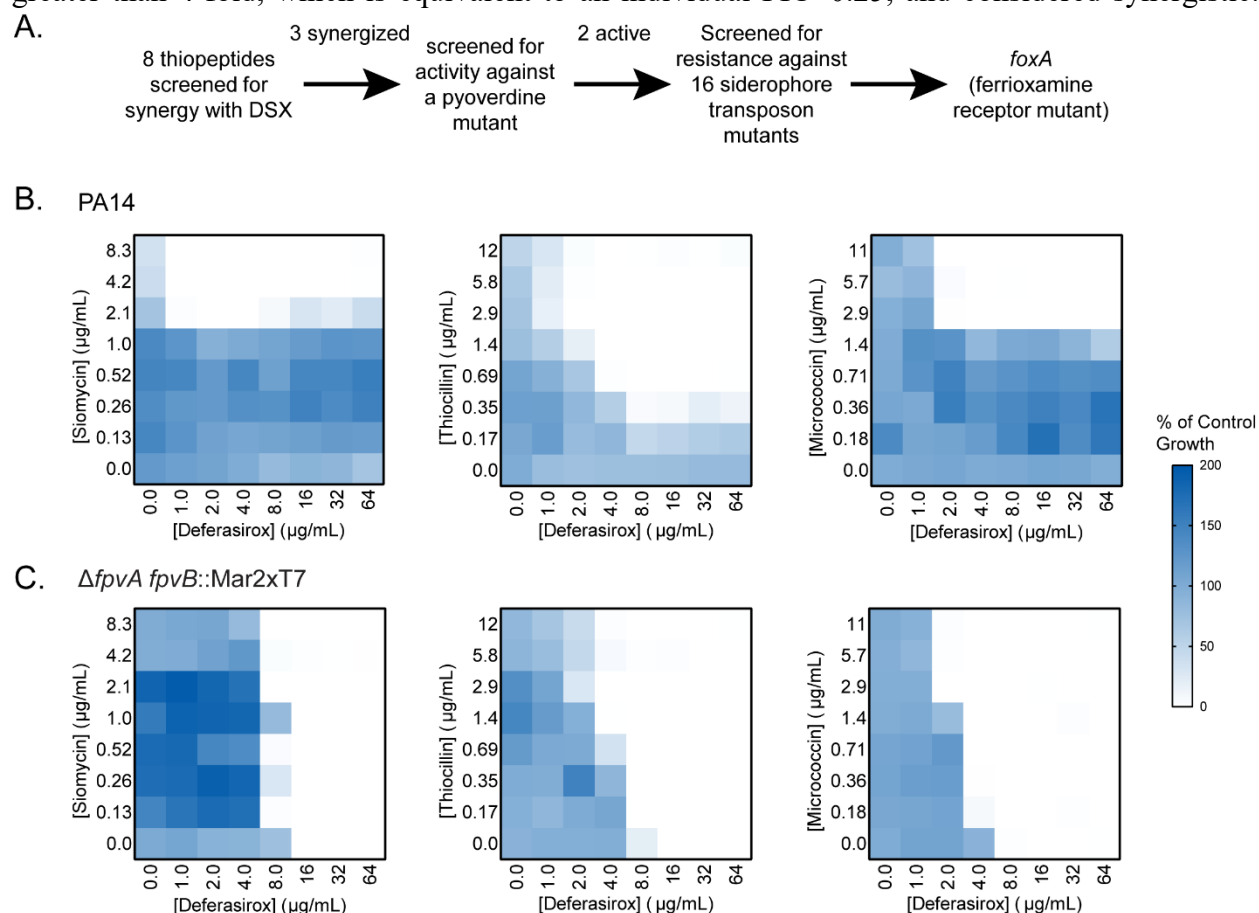 greater than 4-fold, which is equivalent to an individual FIC
A.
8 thiopeptides
screened for
synergy with DSX
3 synergized
screened for
activity against
a pyoverdine
mutant
2 active
Screened for
resistance against
16 siderophore
transposon
mutants
foxA
(ferrioxamine
receptor mutant)
B. PA14
[Siomycin] (µg/mL)
8.3
4.2
2.1
1.0
0.52
0.26
0.13
0.0
0.0 1.0 2.0 4.0 8.0 16 32 64
[Deferasirox] (µg/mL)
[Thiocillin] (µg/mL)
12
5.8
2.9
1.4
0.69
0.35
0.17
0.0
0.0 1.0 2.0 4.0 8.0 16 32 64
[Deferasirox] (µg/mL)
[Micrococcin] (µg/mL)
11
5.7
2.9
1.4
0.71
0.36
0.18
0.0
0.0 1.0 2.0 4.0 8.0 16 32 64
[Deferasirox] (µg/mL)
% of Control
Growth
200
150
100
50
0
C. ΔfpvA fpvB::Mar2xT7
[Siomycin] (µg/mL)
8.3
4.2
2.1
1.0
0.52
0.26
0.13
0.0
0.0 1.0 2.0 4.0 8.0 16 32 64
[Deferasirox] (µg/mL)
[Thiocillin] (µg/mL)
12
5.8
2.9
1.4
0.69
0.35
0.17
0.0
0.0 1.0 2.0 4.0 8.0 16 32 64
[Deferasirox] (µg/mL)
[Micrococcin] (µg/mL)
11
5.7
2.9
1.4
0.71
0.36
0.18
0.0
0.0 1.0 2.0 4.0 8.0 16 32 64
[Deferasirox] (µg/mL)